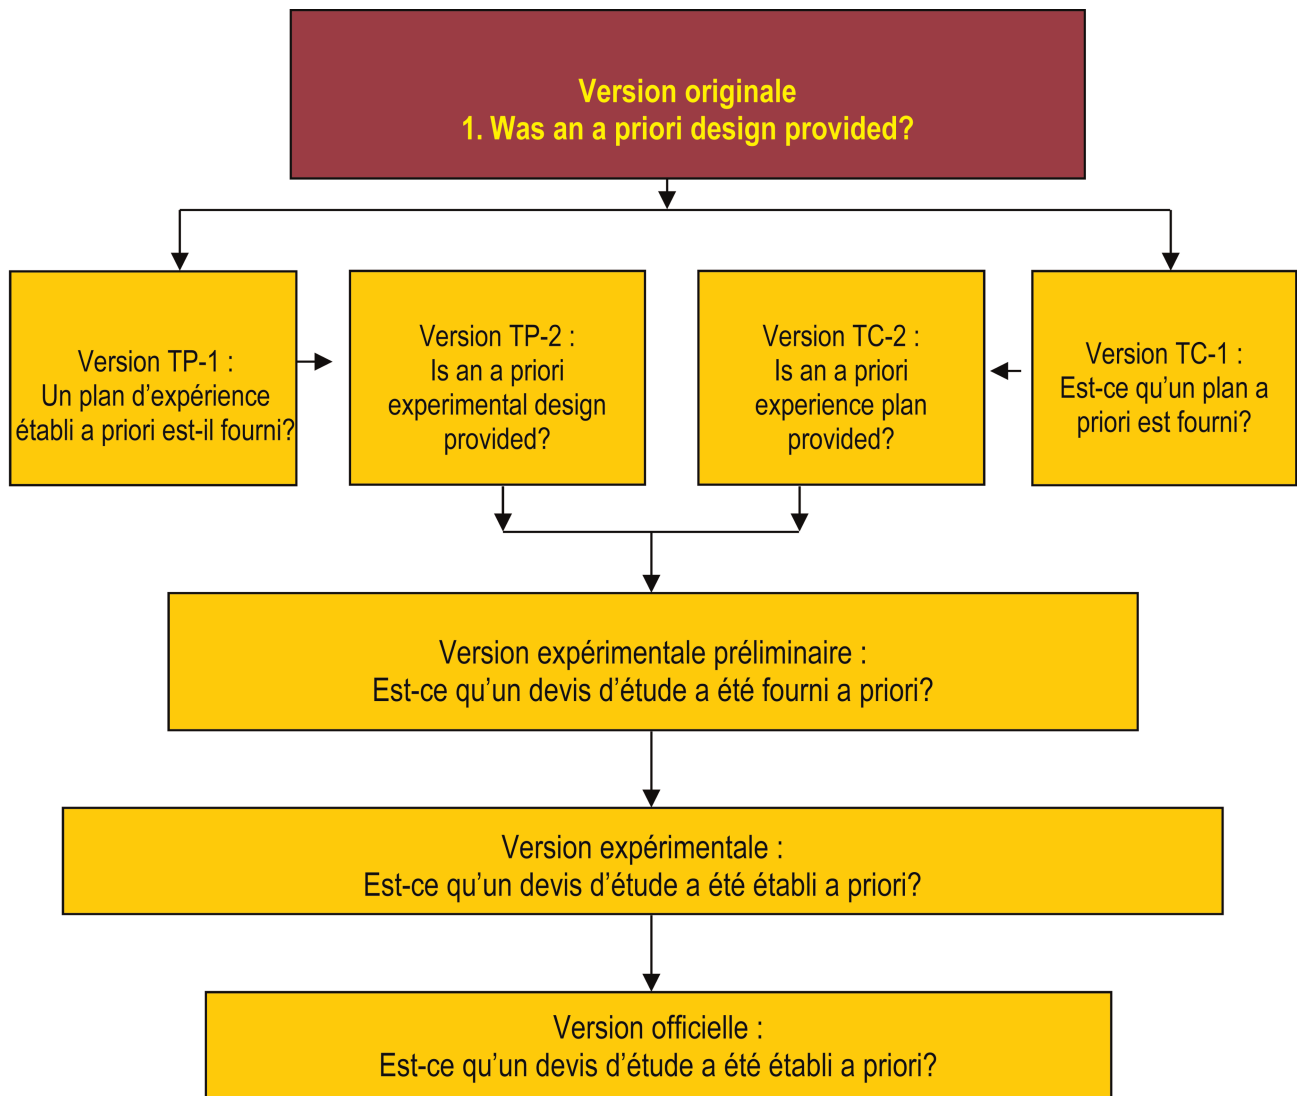 Version originale
1. Was an a priori design provided?
Version TP-1 :
Un plan d’expérience
établi a priori est-il fourni?
Version TP-2 :
Is an a priori
experimental design
provided?
Version TC-2 :
Is an a priori
experience plan
provided?
Version TC-1 :
Est-ce qu’un plan a
priori est fourni?
Version expérimentale préliminaire :
Est-ce qu’un devis d’étude a été fourni a priori?
Version expérimentale :
Est-ce qu’un devis d’étude a été établi a priori?
Version officielle :
Est-ce qu’un devis d’étude a été établi a priori?